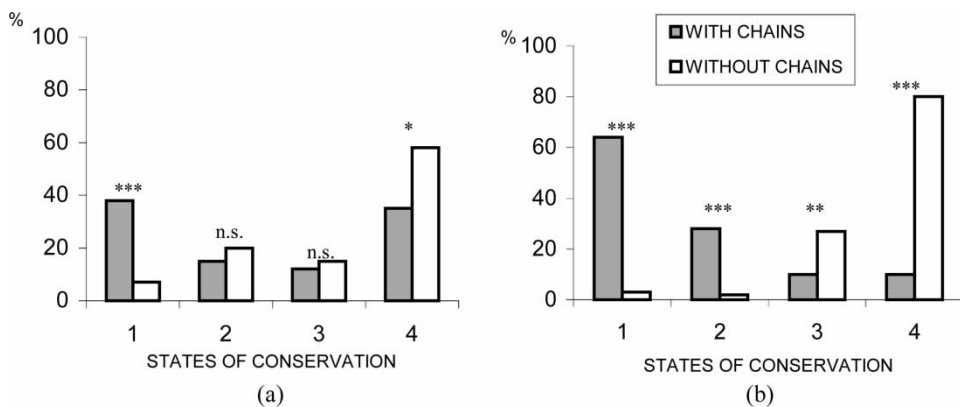 %
100
80
60
40
20
0
***
n.s.
n.s.
*
1 2 3 4
STATES OF CONSERVATION
(a)
%
100
80
60
40
20
0
WITH CHAINS
WITHOUT CHAINS
***
***
**
***
1 2 3 4
STATES OF CONSERVATION
(b)